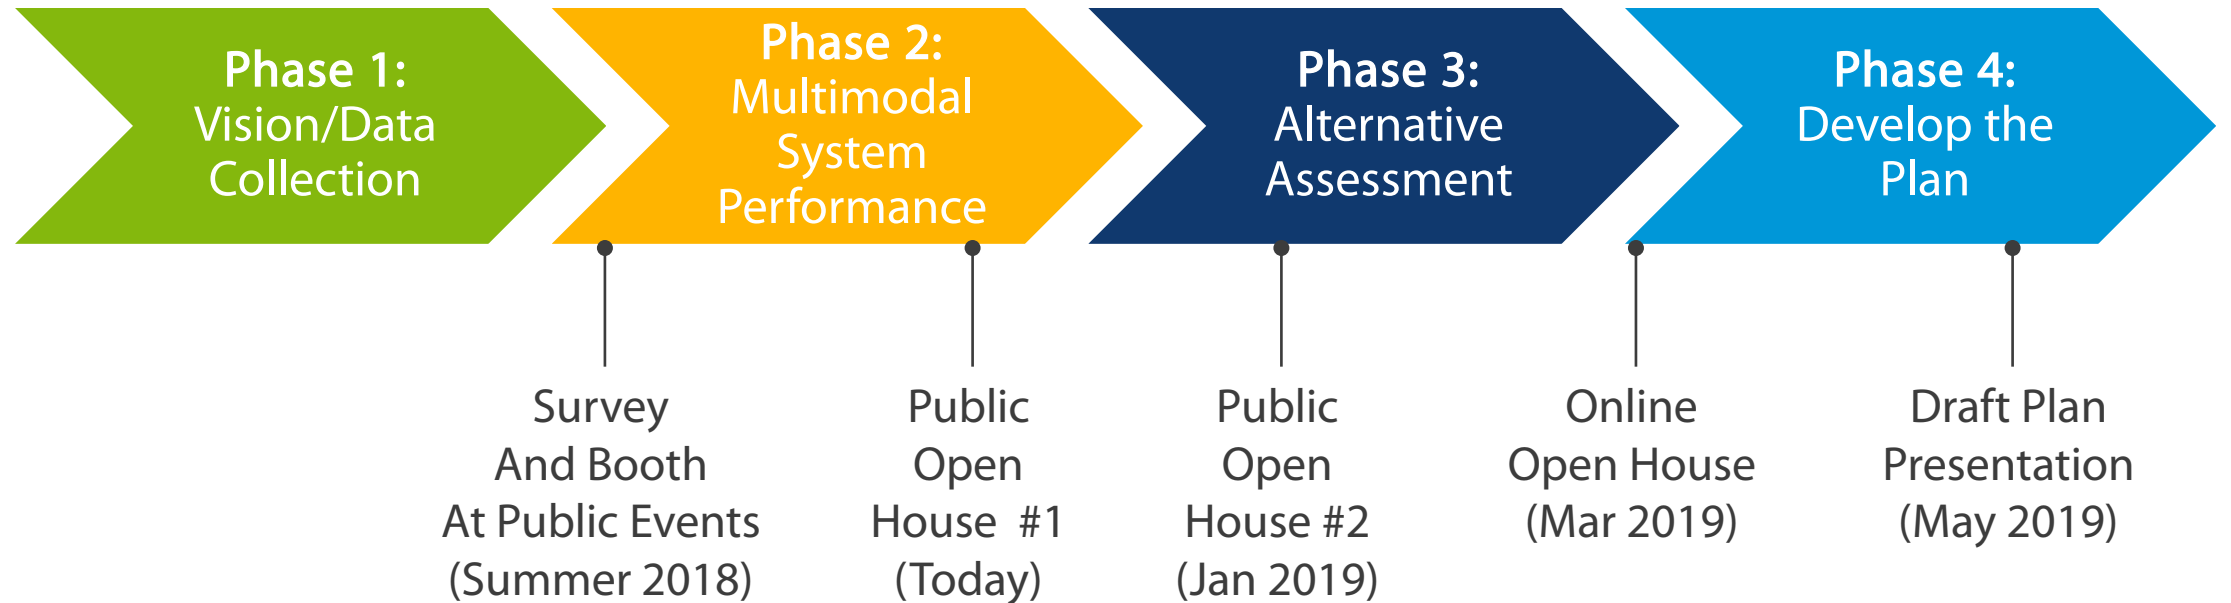 Phase 1:
Vision/Data
Collection
Phase 2:
Multimodal
System
Performance
Phase 3:
Alternative
Assessment
Phase 4:
Develop the
Plan
Survey
And Booth
At Public Events
(Summer 2018)
Public
Open
House  #1
(Today)
Public
Open
House #2
(Jan 2019)
Online
Open House
(Mar 2019)
Draft Plan
Presentation
(May 2019)